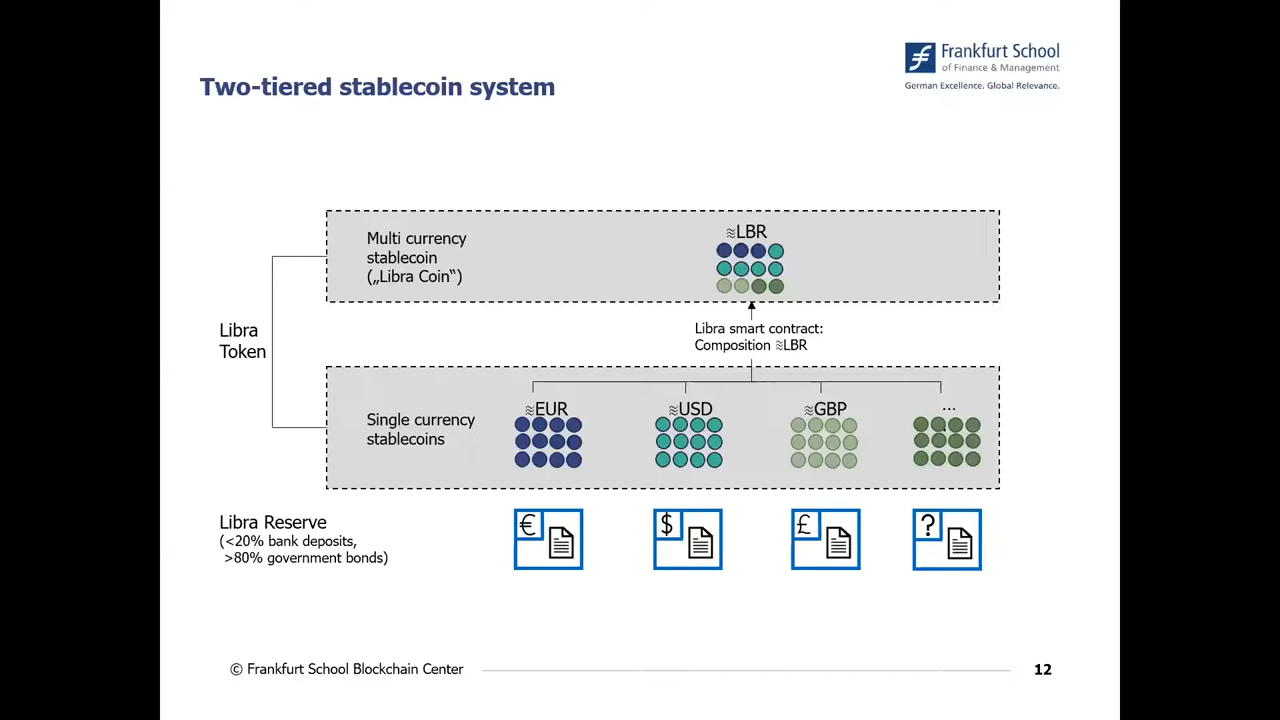 Frankfurt School
of Finance & Management
German Excellence. Global Relevance.
Two-tiered stablecoin system
Multi currency
stablecoin
(„Libra Coin“)
≋LBR
Libra smart contract:
Composition ≋LBR
Libra
Token
Single currency
stablecoins
≋EUR
≋USD
≋GBP
...
Libra Reserve
(<20% bank deposits,
>80% government bonds)
€
$
£
?
© Frankfurt School Blockchain Center
12